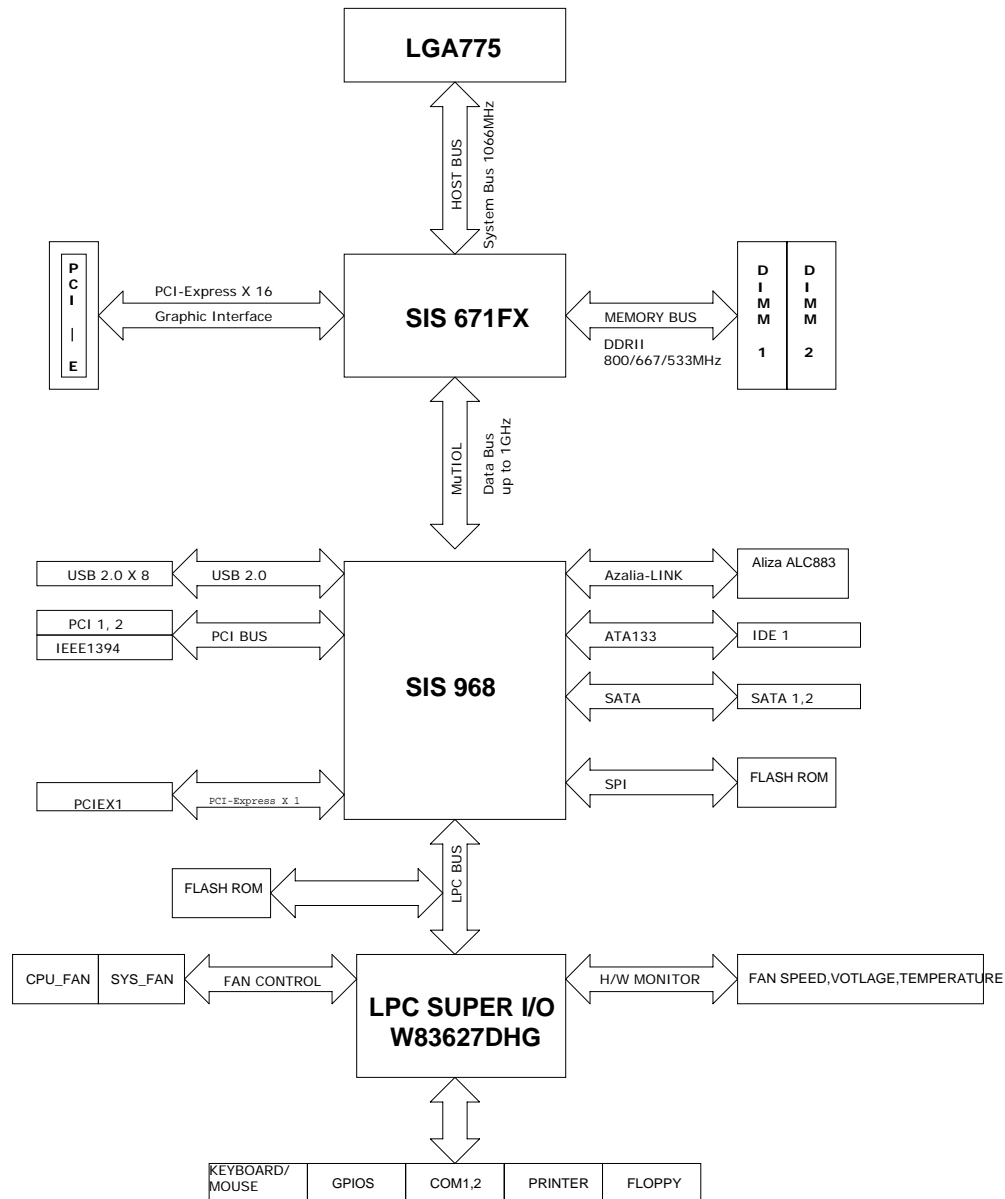 LGA775
HOST BUS
System Bus 1066MHz
PCI | E
PCI-Express X 16
Graphic Interface
SIS 671FX
MEMORY BUS
DDRII
800/667/533MHz
DIMM 1
DIMM 2
MuTIOL
Data Bus
up to 1GHz
USB 2.0 X 8
USB 2.0
PCI 1, 2
IEEE1394
PCI BUS
SIS 968
Azalia-LINK
Aliza ALC883
ATA133
IDE 1
SATA
SATA 1,2
PCIEX1
PCI-Express X 1
SPI
FLASH ROM
LPC BUS
FLASH ROM
CPU_FAN
SYS_FAN
FAN CONTROL
LPC SUPER I/O
W83627DHG
H/W MONITOR
FAN SPEED,VOTLAGE,TEMPERATURE
KEYBOARD/
MOUSE
GPIOS
COM1,2
PRINTER
FLOPPY